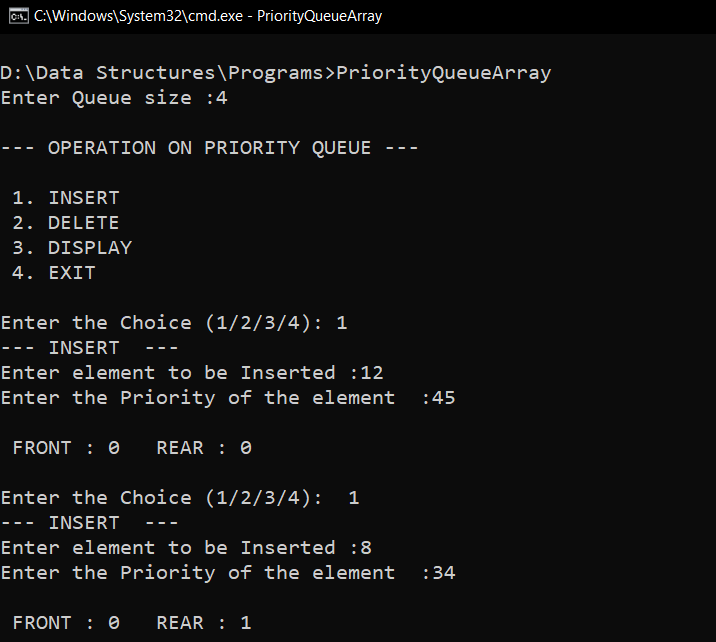 C:\Windows\System32\cmd.exe - PriorityQueueArray
D:\Data Structures\Programs>PriorityQueueArray
Enter Queue size :4
--- OPERATION ON PRIORITY QUEUE ---
1. INSERT
2. DELETE
3. DISPLAY
4. EXIT
Enter the Choice (1/2/3/4): 1
--- INSERT  ---
Enter element to be Inserted :12
Enter the Priority of the element  :45
FRONT : 0   REAR : 0
Enter the Choice (1/2/3/4):  1
--- INSERT  ---
Enter element to be Inserted :8
Enter the Priority of the element  :34
FRONT : 0   REAR : 1